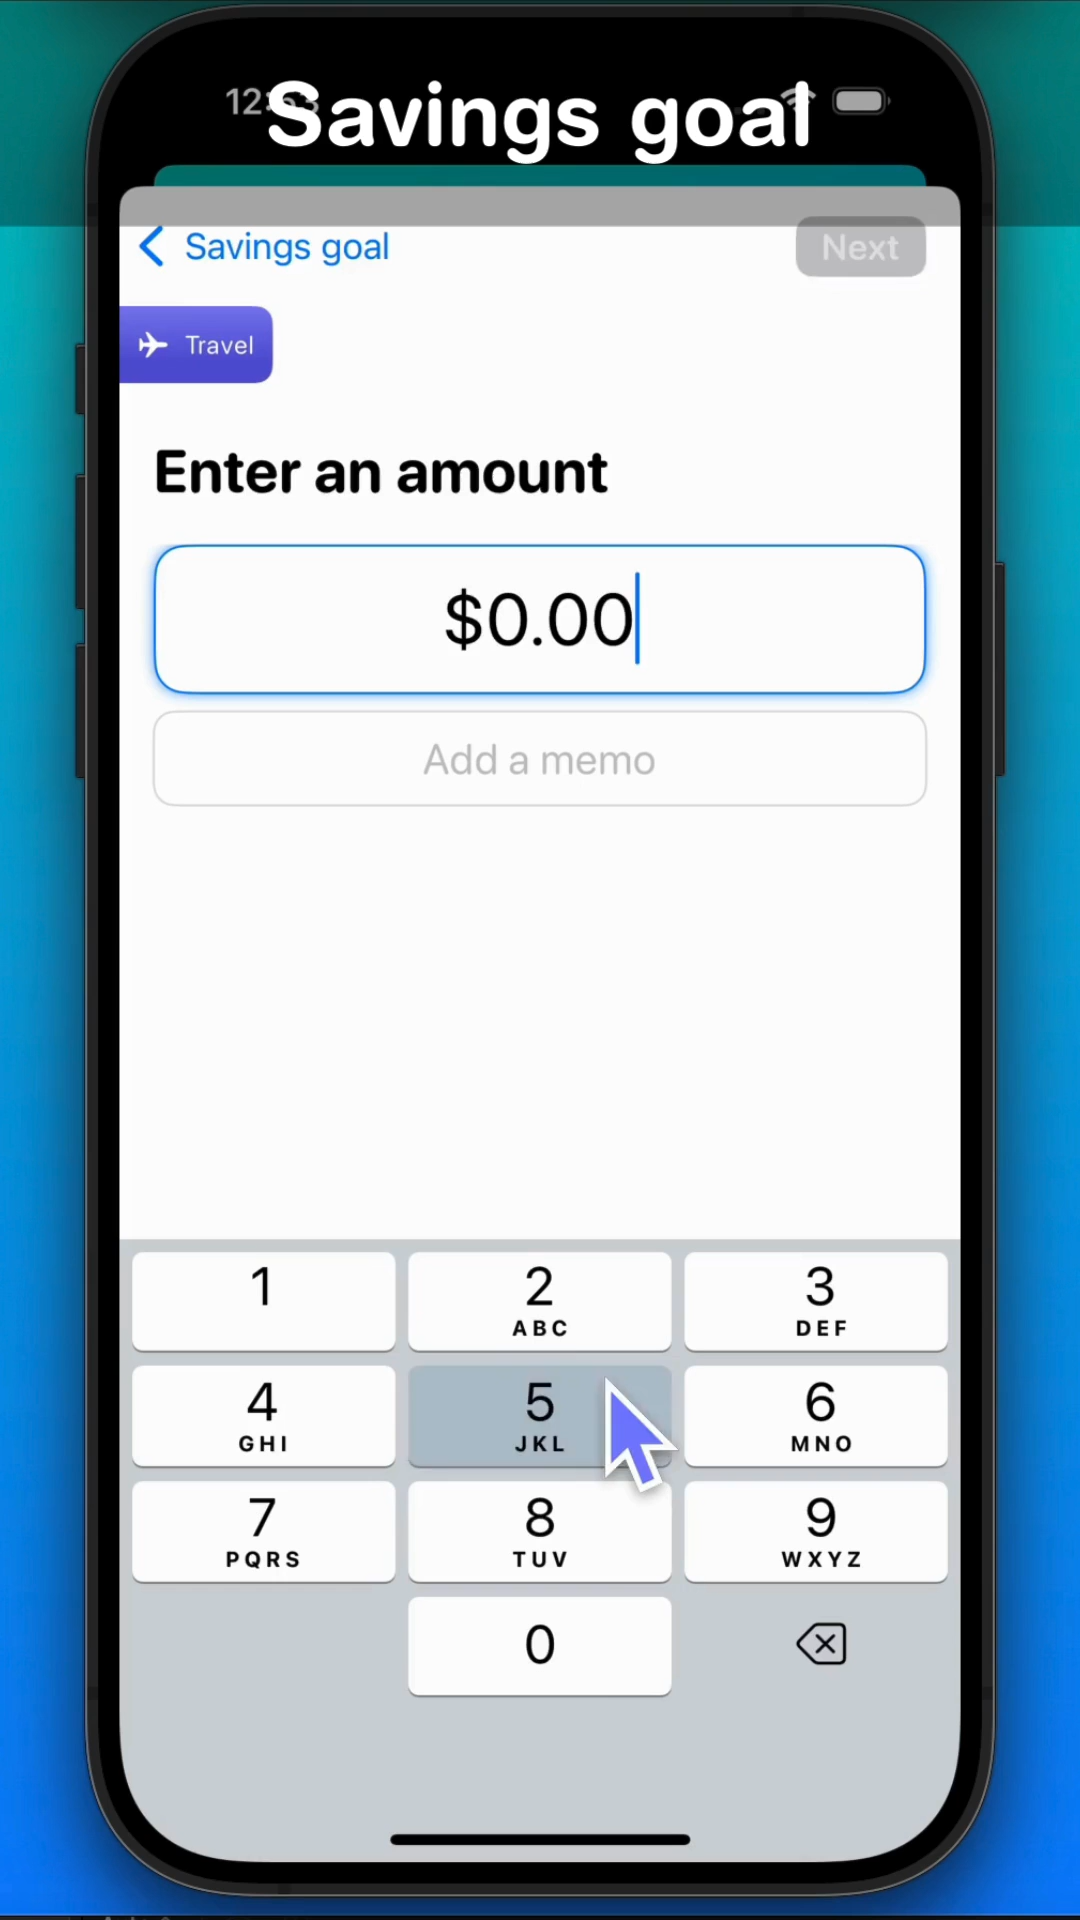 Savings goal
Savings goal
Next
Travel
Enter an amount
$0.00
Add a memo
1
2
ABC
3
DEF
4
GHI
5
JKL
6
MNO
7
PQRS
8
TUV
9
WXYZ
0